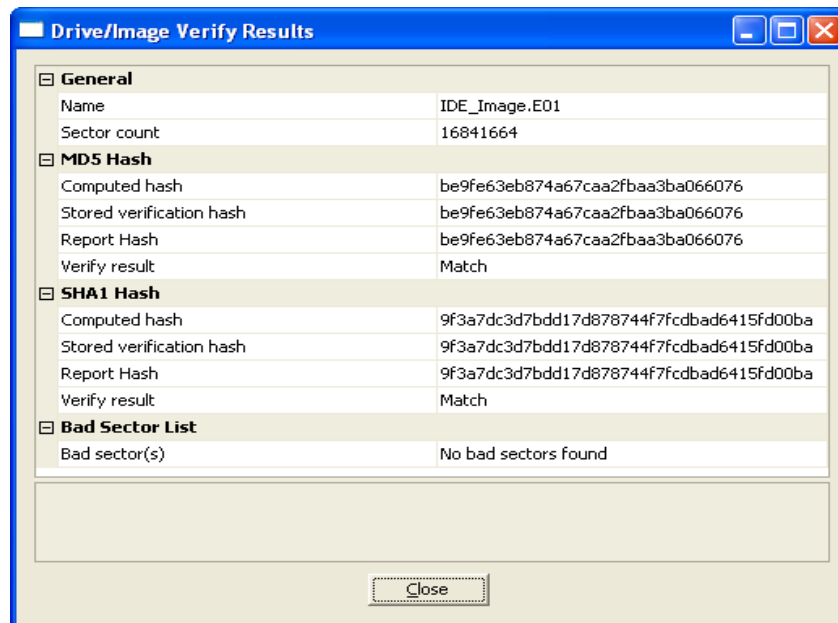 Drive/Image Verify Results
General
Name IDE_Image.E01
Sector count 16841664
MD5 Hash
Computed hash be9fe63eb874a67caa2fbaa3ba066076
Stored verification hash be9fe63eb874a67caa2fbaa3ba066076
Report Hash be9fe63eb874a67caa2fbaa3ba066076
Verify result Match
SHA1 Hash
Computed hash 9f3a7dc3d7bdd17d878744f7fcdbad6415fd00ba
Stored verification hash 9f3a7dc3d7bdd17d878744f7fcdbad6415fd00ba
Report Hash 9f3a7dc3d7bdd17d878744f7fcdbad6415fd00ba
Verify result Match
Bad Sector List
Bad sector(s) No bad sectors found
Close